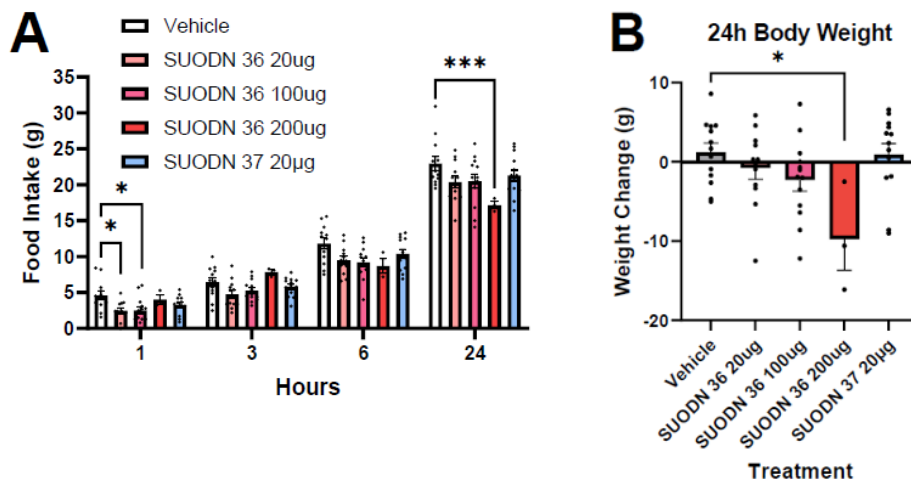 A
Vehicle
SUODN 36 20ug
SUODN 36 100ug
SUODN 36 200ug
SUODN 37 20µg
Food Intake (g)
35
30
25
20
15
10
5
0
*
*
***
1
3
6
24
Hours
B
24h Body Weight
*
Weight Change (g)
10
0
-10
-20
Vehicle
SUODN 36 20ug
SUODN 36 100ug
SUODN 36 200ug
SUODN 37 20µg
Treatment